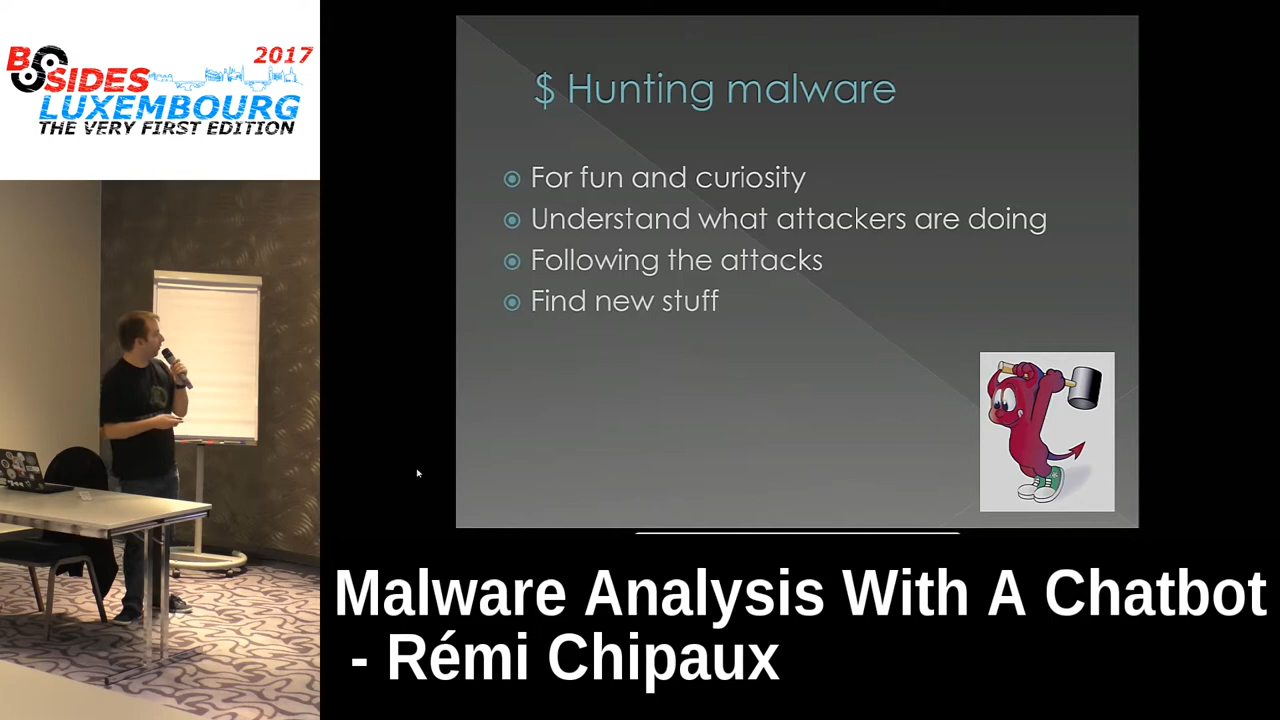 2017
BSIDES
LUXEMBOURG
THE VERY FIRST EDITION
$ Hunting malware
For fun and curiosity
Understand what attackers are doing
Following the attacks
Find new stuff
Malware Analysis With A Chatbot
- Rémi Chipaux